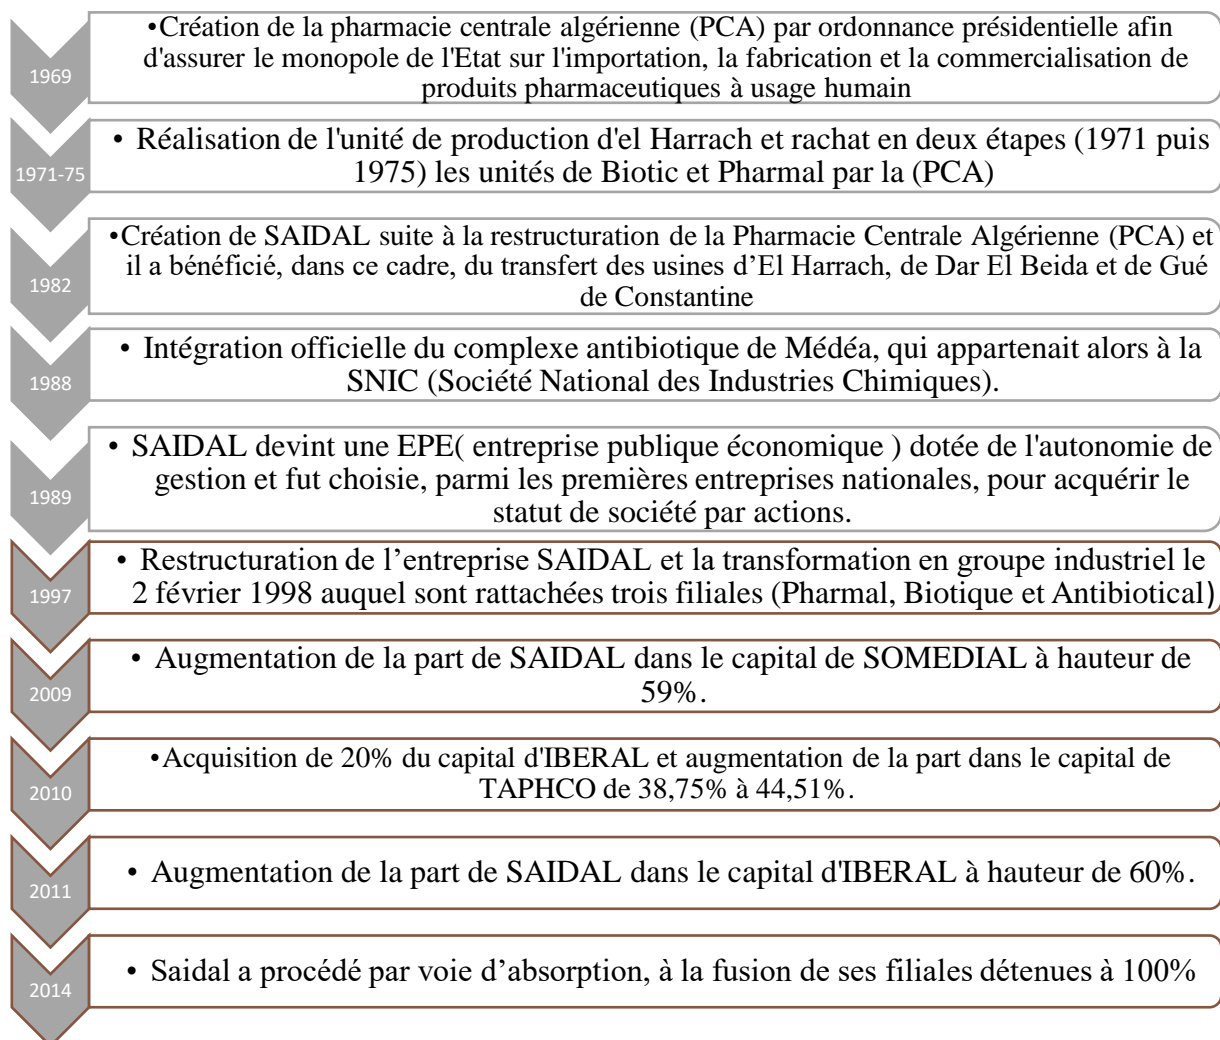 1969
•Création de la pharmacie centrale algérienne (PCA) par ordonnance présidentielle afin
d'assurer le monopole de l'Etat sur l'importation, la fabrication et la commercialisation de
produits pharmaceutiques à usage humain
1971-75
• Réalisation de l'unité de production d'el Harrach et rachat en deux étapes (1971 puis
1975) les unités de Biotic et Pharmal par la (PCA)
1982
•Création de SAIDAL suite à la restructuration de la Pharmacie Centrale Algérienne (PCA) et
il a bénéficié, dans ce cadre, du transfert des usines d’El Harrach, de Dar El Beida et de Gué
de Constantine
1988
• Intégration officielle du complexe antibiotique de Médéa, qui appartenait alors à la
SNIC (Société National des Industries Chimiques).
1989
• SAIDAL devint une EPE( entreprise publique économique ) dotée de l'autonomie de
gestion et fut choisie, parmi les premières entreprises nationales, pour acquérir le
statut de société par actions.
1997
• Restructuration de l’entreprise SAIDAL et la transformation en groupe industriel le
2 février 1998 auquel sont rattachées trois filiales (Pharmal, Biotique et Antibiotical)
2009
• Augmentation de la part de SAIDAL dans le capital de SOMEDIAL à hauteur de
59%.
2010
•Acquisition de 20% du capital d'IBERAL et augmentation de la part dans le capital de
TAPHCO de 38,75% à 44,51%.
2011
• Augmentation de la part de SAIDAL dans le capital d'IBERAL à hauteur de 60%.
2014
• Saidal a procédé par voie d’absorption, à la fusion de ses filiales détenues à 100%